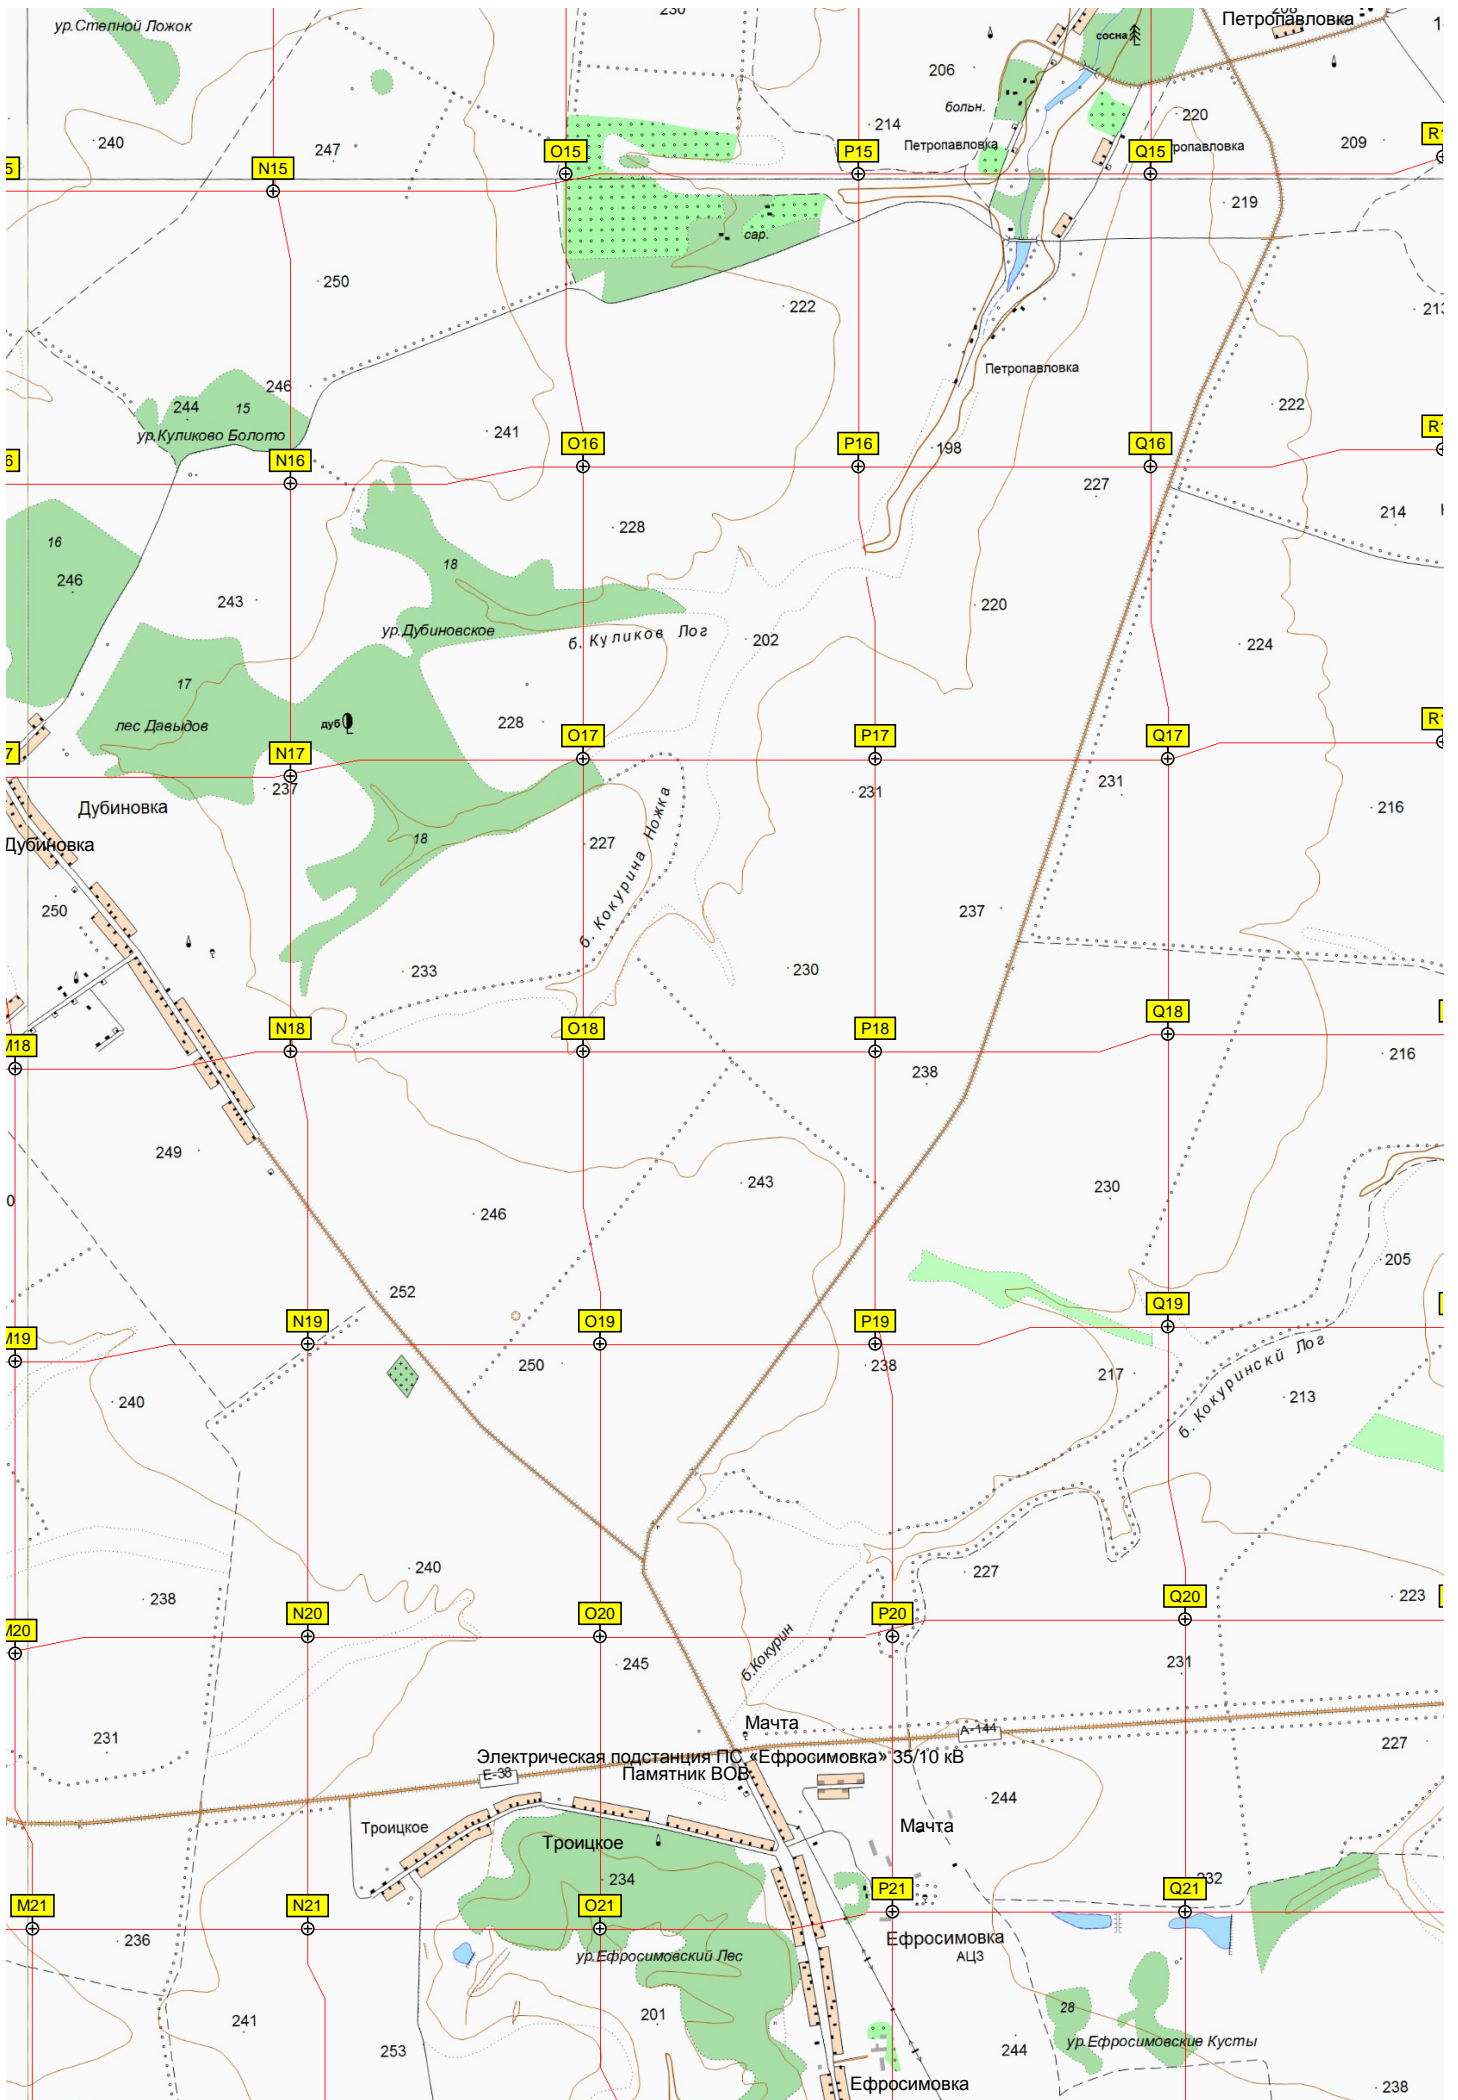 230
208
Петропавловка
ур.Степной Ложок
сосна
206
больн.
220
214
240
247
209
Петропавловка
N15
O15
P15
Q15
219
сар.
250
222
Петропавловка
246
244
15
222
ур.Куликово Болото
241
N16
O16
P16
198
Q16
227
228
214
16
246
18
243
220
ур.Дубиновское
б. Куликов Лог
202
224
17
лес Давыдов
дуб
228
N17
O17
P17
Q17
237
231
231
216
Дубиновка
Дубиновка
18
227
б. Кокурина Ножка
250
237
233
230
M18
N18
O18
P18
Q18
238
216
249
243
230
246
205
252
M19
N19
O19
P19
Q19
250
238
217
б. Кокуринскй Лог
240
213
240
227
238
223
M20
N20
O20
P20
Q20
245
б.Кокурин
231
231
Мачта
А-144
227
Электрическая подстанция ПС «Ефросимовка» 35/10 кВ
Е-38
Памятник ВОВ
244
Троицкое
Троицкое
Мачта
234
232
M21
N21
O21
P21
Q21
236
ур.Ефросимовский Лес
Ефросимовка
АЦЗ
28
241
201
253
244
ур.Ефросимовские Кусты
Ефросимовка
238